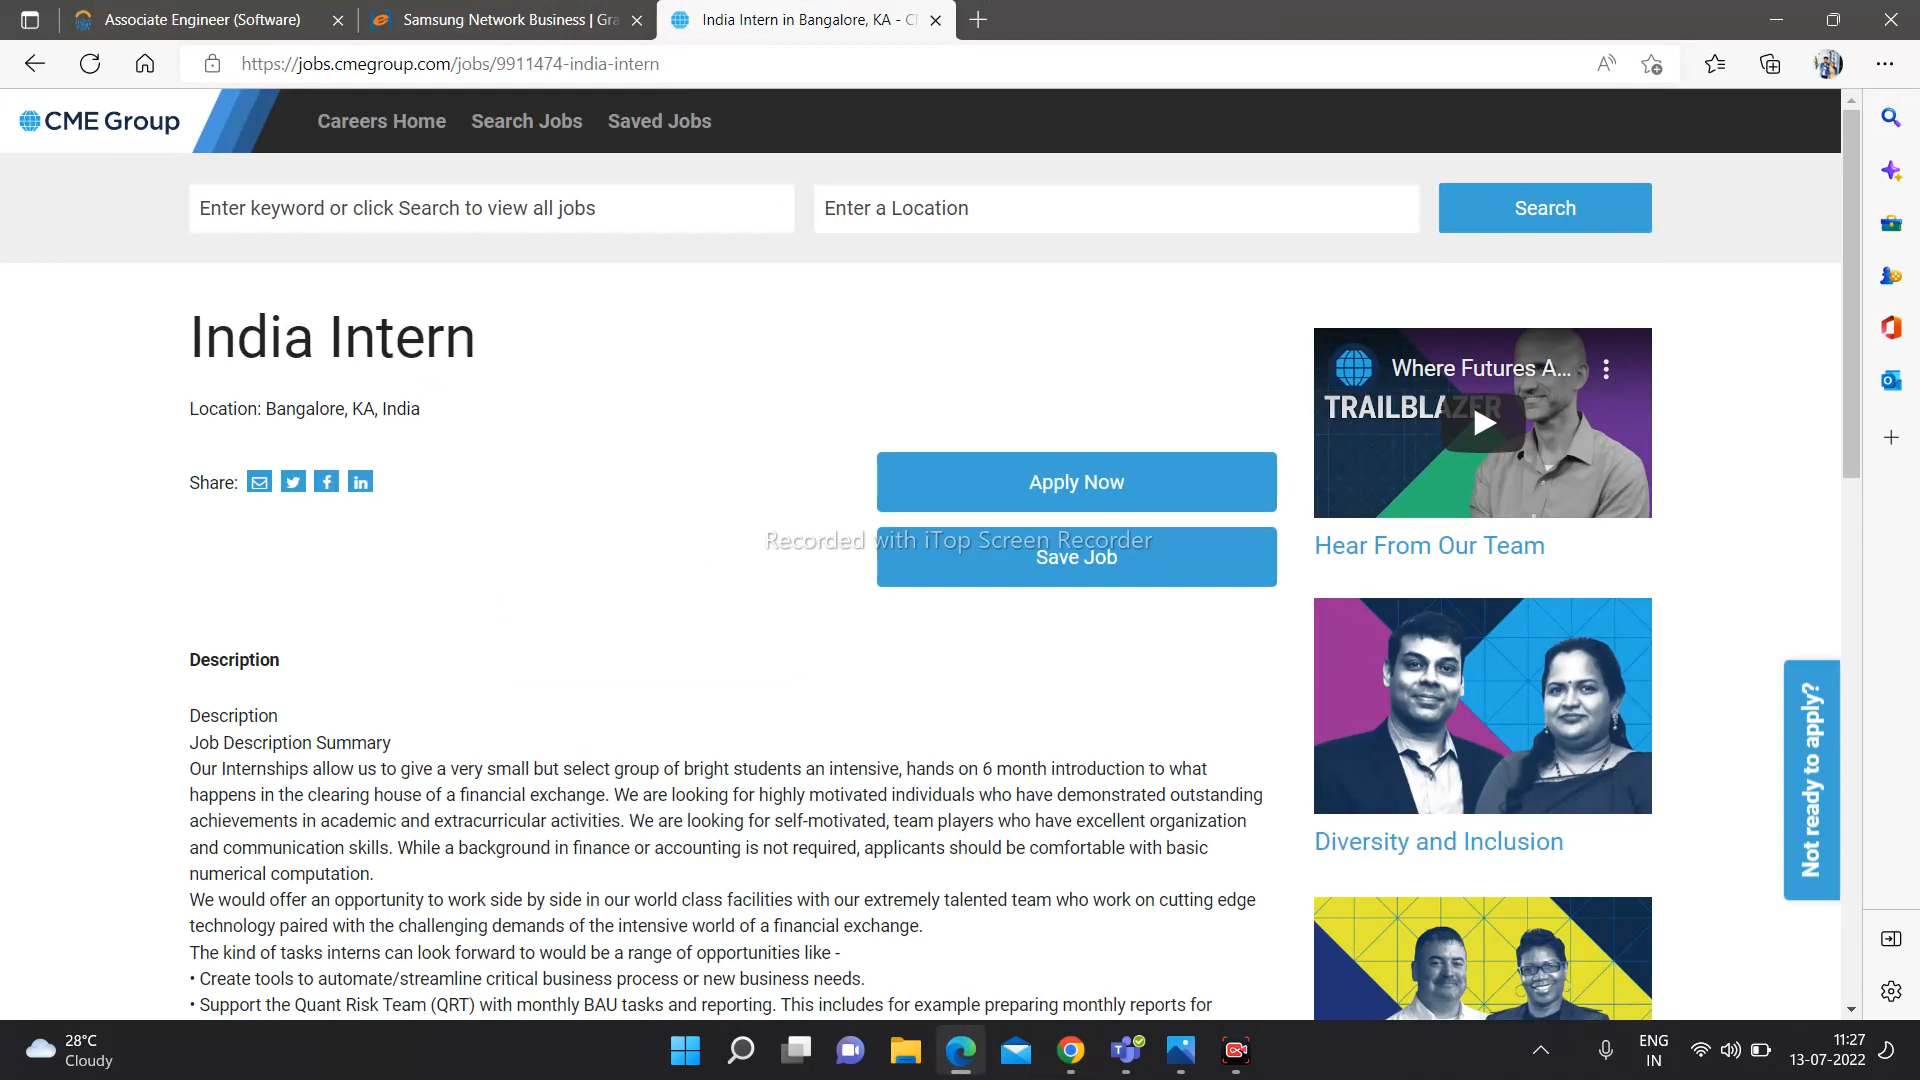 Associate Engineer (Software)
Samsung Network Business | Gra
India Intern in Bangalore, KA - C
https://jobs.cmegroup.com/jobs/9911474-india-intern
CME Group
Careers Home
Search Jobs
Saved Jobs
Enter keyword or click Search to view all jobs
Enter a Location
Search
India Intern
Location: Bangalore, KA, India
Share:
Apply Now
Save Job
Recorded with iTop Screen Recorder
Where Futures A...
TRAILBLAZER
Hear From Our Team
Diversity and Inclusion
Not ready to apply?
Description
Description
Job Description Summary
Our Internships allow us to give a very small but select group of bright students an intensive, hands on 6 month introduction to what
happens in the clearing house of a financial exchange. We are looking for highly motivated individuals who have demonstrated outstanding
achievements in academic and extracurricular activities. We are looking for self-motivated, team players who have excellent organization
and communication skills. While a background in finance or accounting is not required, applicants should be comfortable with basic
numerical computation.
We would offer an opportunity to work side by side in our world class facilities with our extremely talented team who work on cutting edge
technology paired with the challenging demands of the intensive world of a financial exchange.
The kind of tasks interns can look forward to would be a range of opportunities like -
• Create tools to automate/streamline critical business process or new business needs.
• Support the Quant Risk Team (QRT) with monthly BAU tasks and reporting. This includes for example preparing monthly reports for
28°C
Cloudy
ENG
IN
11:27
13-07-2022